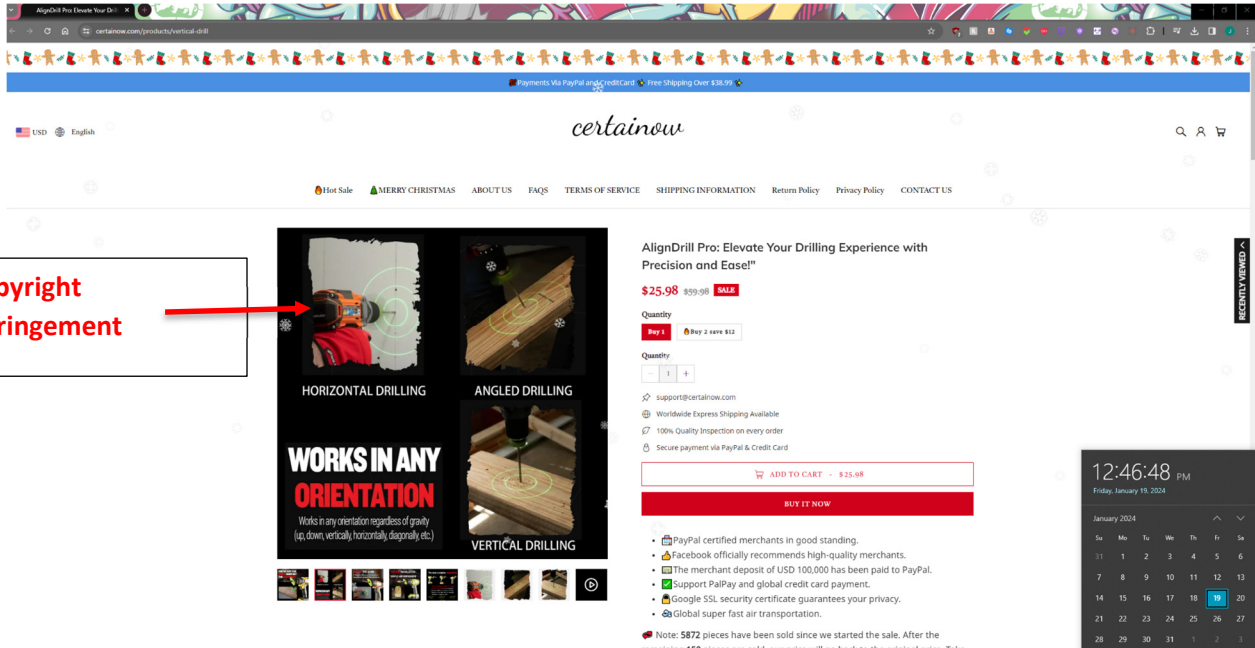 AlignDrill Pro: Elevate Your Dril
certainow.com/products/vertical-drill
Payments Via PayPal and CreditCard Free Shipping Over $38.99
USD English
certainow
Hot Sale MERRY CHRISTMAS ABOUT US FAQS TERMS OF SERVICE SHIPPING INFORMATION Return Policy Privacy Policy CONTACT US
pyright
ringement
HORIZONTAL DRILLING
ANGLED DRILLING
WORKS IN ANY
ORIENTATION
Works in any orientation regardless of gravity
(up, down, vertically, horizontally, diagonally, etc.)
VERTICAL DRILLING
AlignDrill Pro: Elevate Your Drilling Experience with
Precision and Ease!"
$25.98 $59.98 SALE
Quantity
Buy 1 Buy 2 save $12
Quantity
- 1 +
support@certainow.com
Worldwide Express Shipping Available
100% Quality Inspection on every order
Secure payment via PayPal & Credit Card
ADD TO CART - $25.98
BUY IT NOW
• PayPal certified merchants in good standing.
• Facebook officially recommends high-quality merchants.
• The merchant deposit of USD 100,000 has been paid to PayPal.
• Support PalPay and global credit card payment.
• Google SSL security certificate guarantees your privacy.
• Global super fast air transportation.
Note: 5872 pieces have been sold since we started the sale. After the
RECENTLY VIEWED
12:46:48 PM
Friday, January 19, 2024
January 2024
Su Mo Tu We Th Fr Sa
31 1 2 3 4 5 6
7 8 9 10 11 12 13
14 15 16 17 18 19 20
21 22 23 24 25 26 27
28 29 30 31 1 2 3